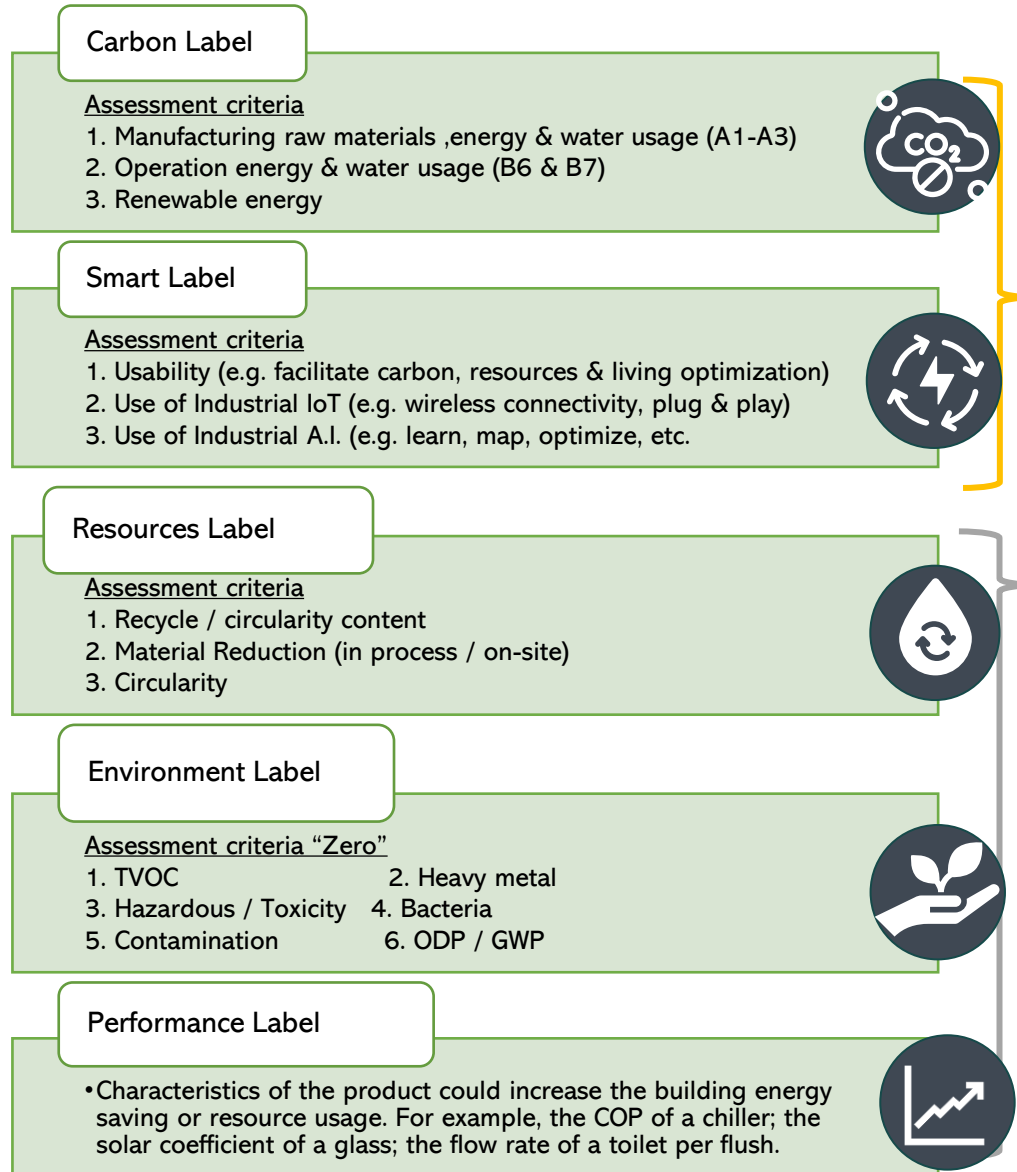 Carbon Label
Assessment criteria
1. Manufacturing raw materials ,energy & water usage (A1-A3)
2. Operation energy & water usage (B6 & B7)
3. Renewable energy
CO2
Smart Label
Assessment criteria
1. Usability (e.g. facilitate carbon, resources & living optimization)
2. Use of Industrial IoT (e.g. wireless connectivity, plug & play)
3. Use of Industrial A.I. (e.g. learn, map, optimize, etc.
Resources Label
Assessment criteria
1. Recycle / circularity content
2. Material Reduction (in process / on-site)
3. Circularity
Environment Label
Assessment criteria “Zero”
1. TVOC 2. Heavy metal
3. Hazardous / Toxicity 4. Bacteria
5. Contamination 6. ODP / GWP
Performance Label
•Characteristics of the product could increase the building energy
saving or resource usage. For example, the COP of a chiller; the
solar coefficient of a glass; the flow rate of a toilet per flush.